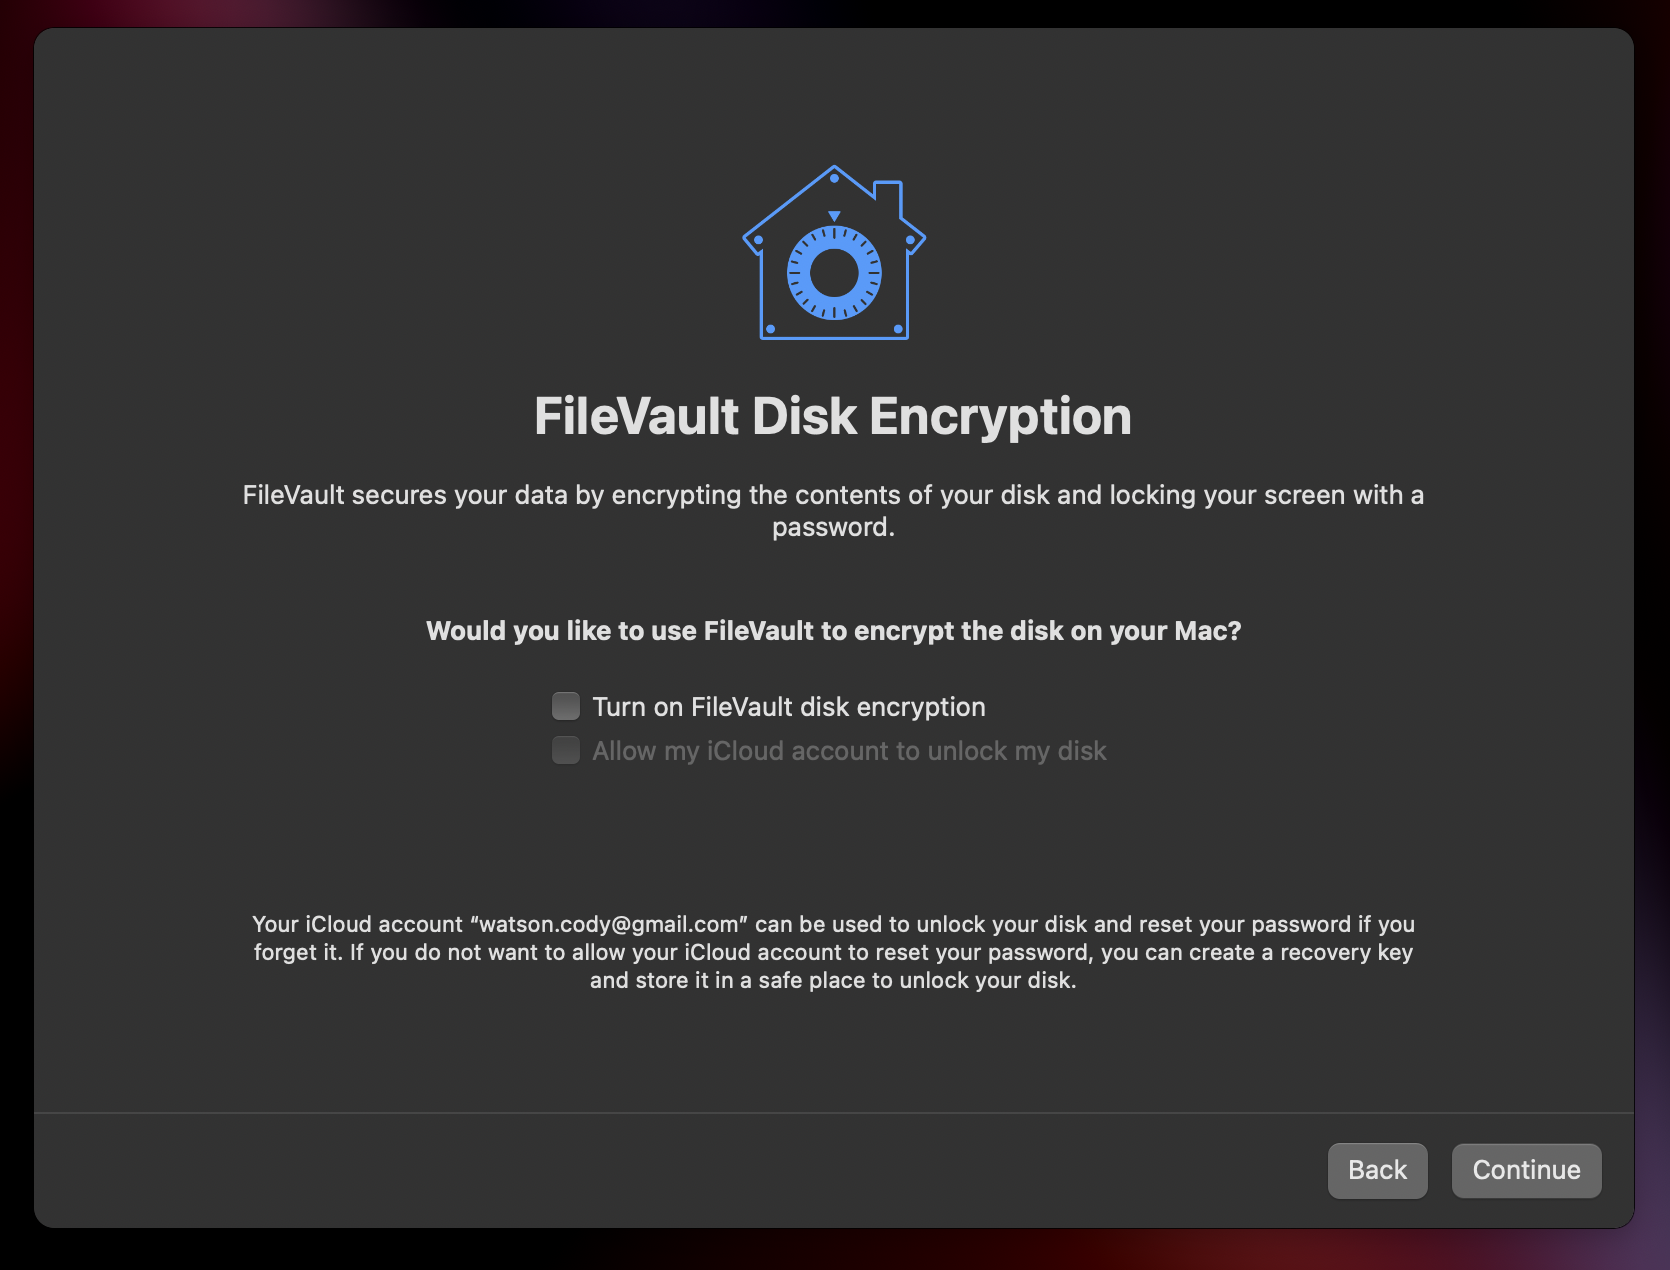 FileVault Disk Encryption
FileVault secures your data by encrypting the contents of your disk and locking your screen with a
password.
Would you like to use FileVault to encrypt the disk on your Mac?
Turn on FileVault disk encryption
Allow my iCloud account to unlock my disk
Your iCloud account “watson.cody@gmail.com” can be used to unlock your disk and reset your password if you
forget it. If you do not want to allow your iCloud account to reset your password, you can create a recovery key
and store it in a safe place to unlock your disk.
Back
Continue